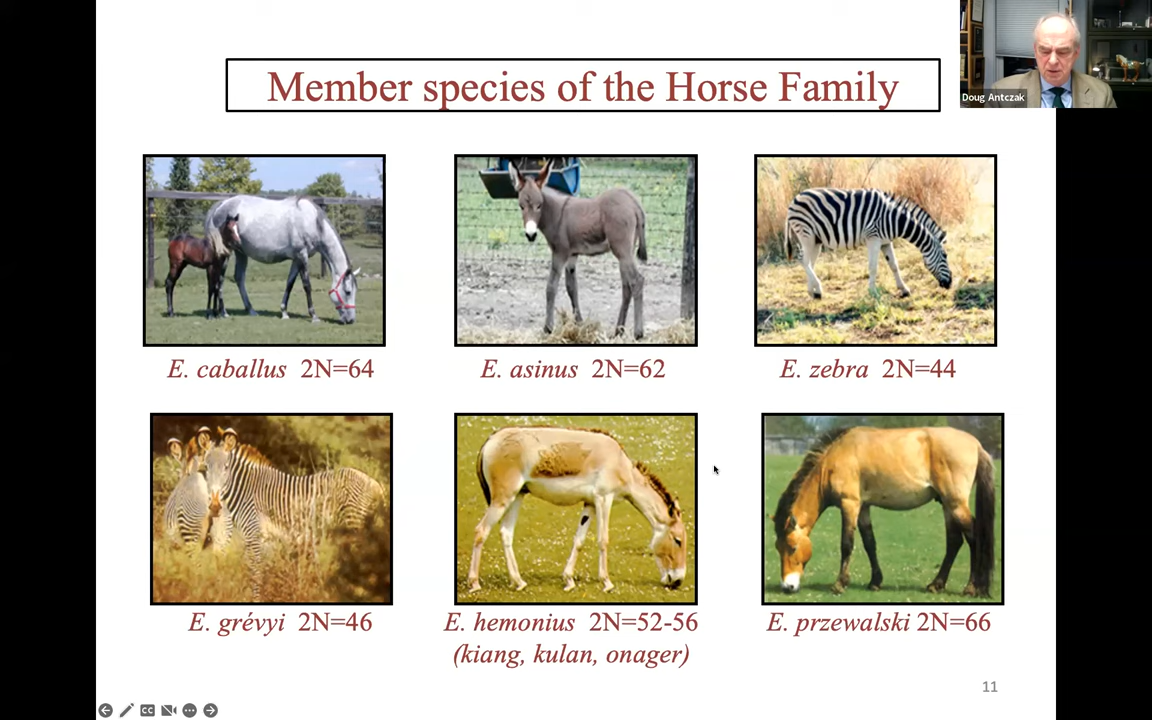 Member species of the Horse Family
Doug Antczak
E. caballus 2N=64
E. asinus 2N=62
E. zebra 2N=44
E. grévyi 2N=46
E. hemonius 2N=52-56
(kiang, kulan, onager)
E. przewalski 2N=66
11
CC